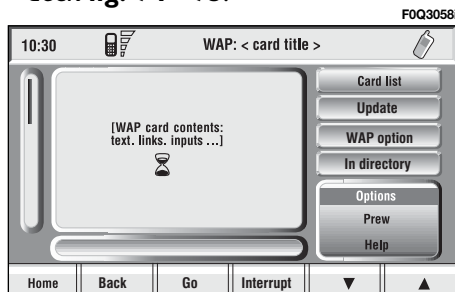 F0Q3058i
10:30 WAP: < card title >
Card list
Update
[WAP card contents:
text. links. inputs ...]
WAP option
In directory
Options
Prew
Help
Home Back Go Interrupt ▼ ▲